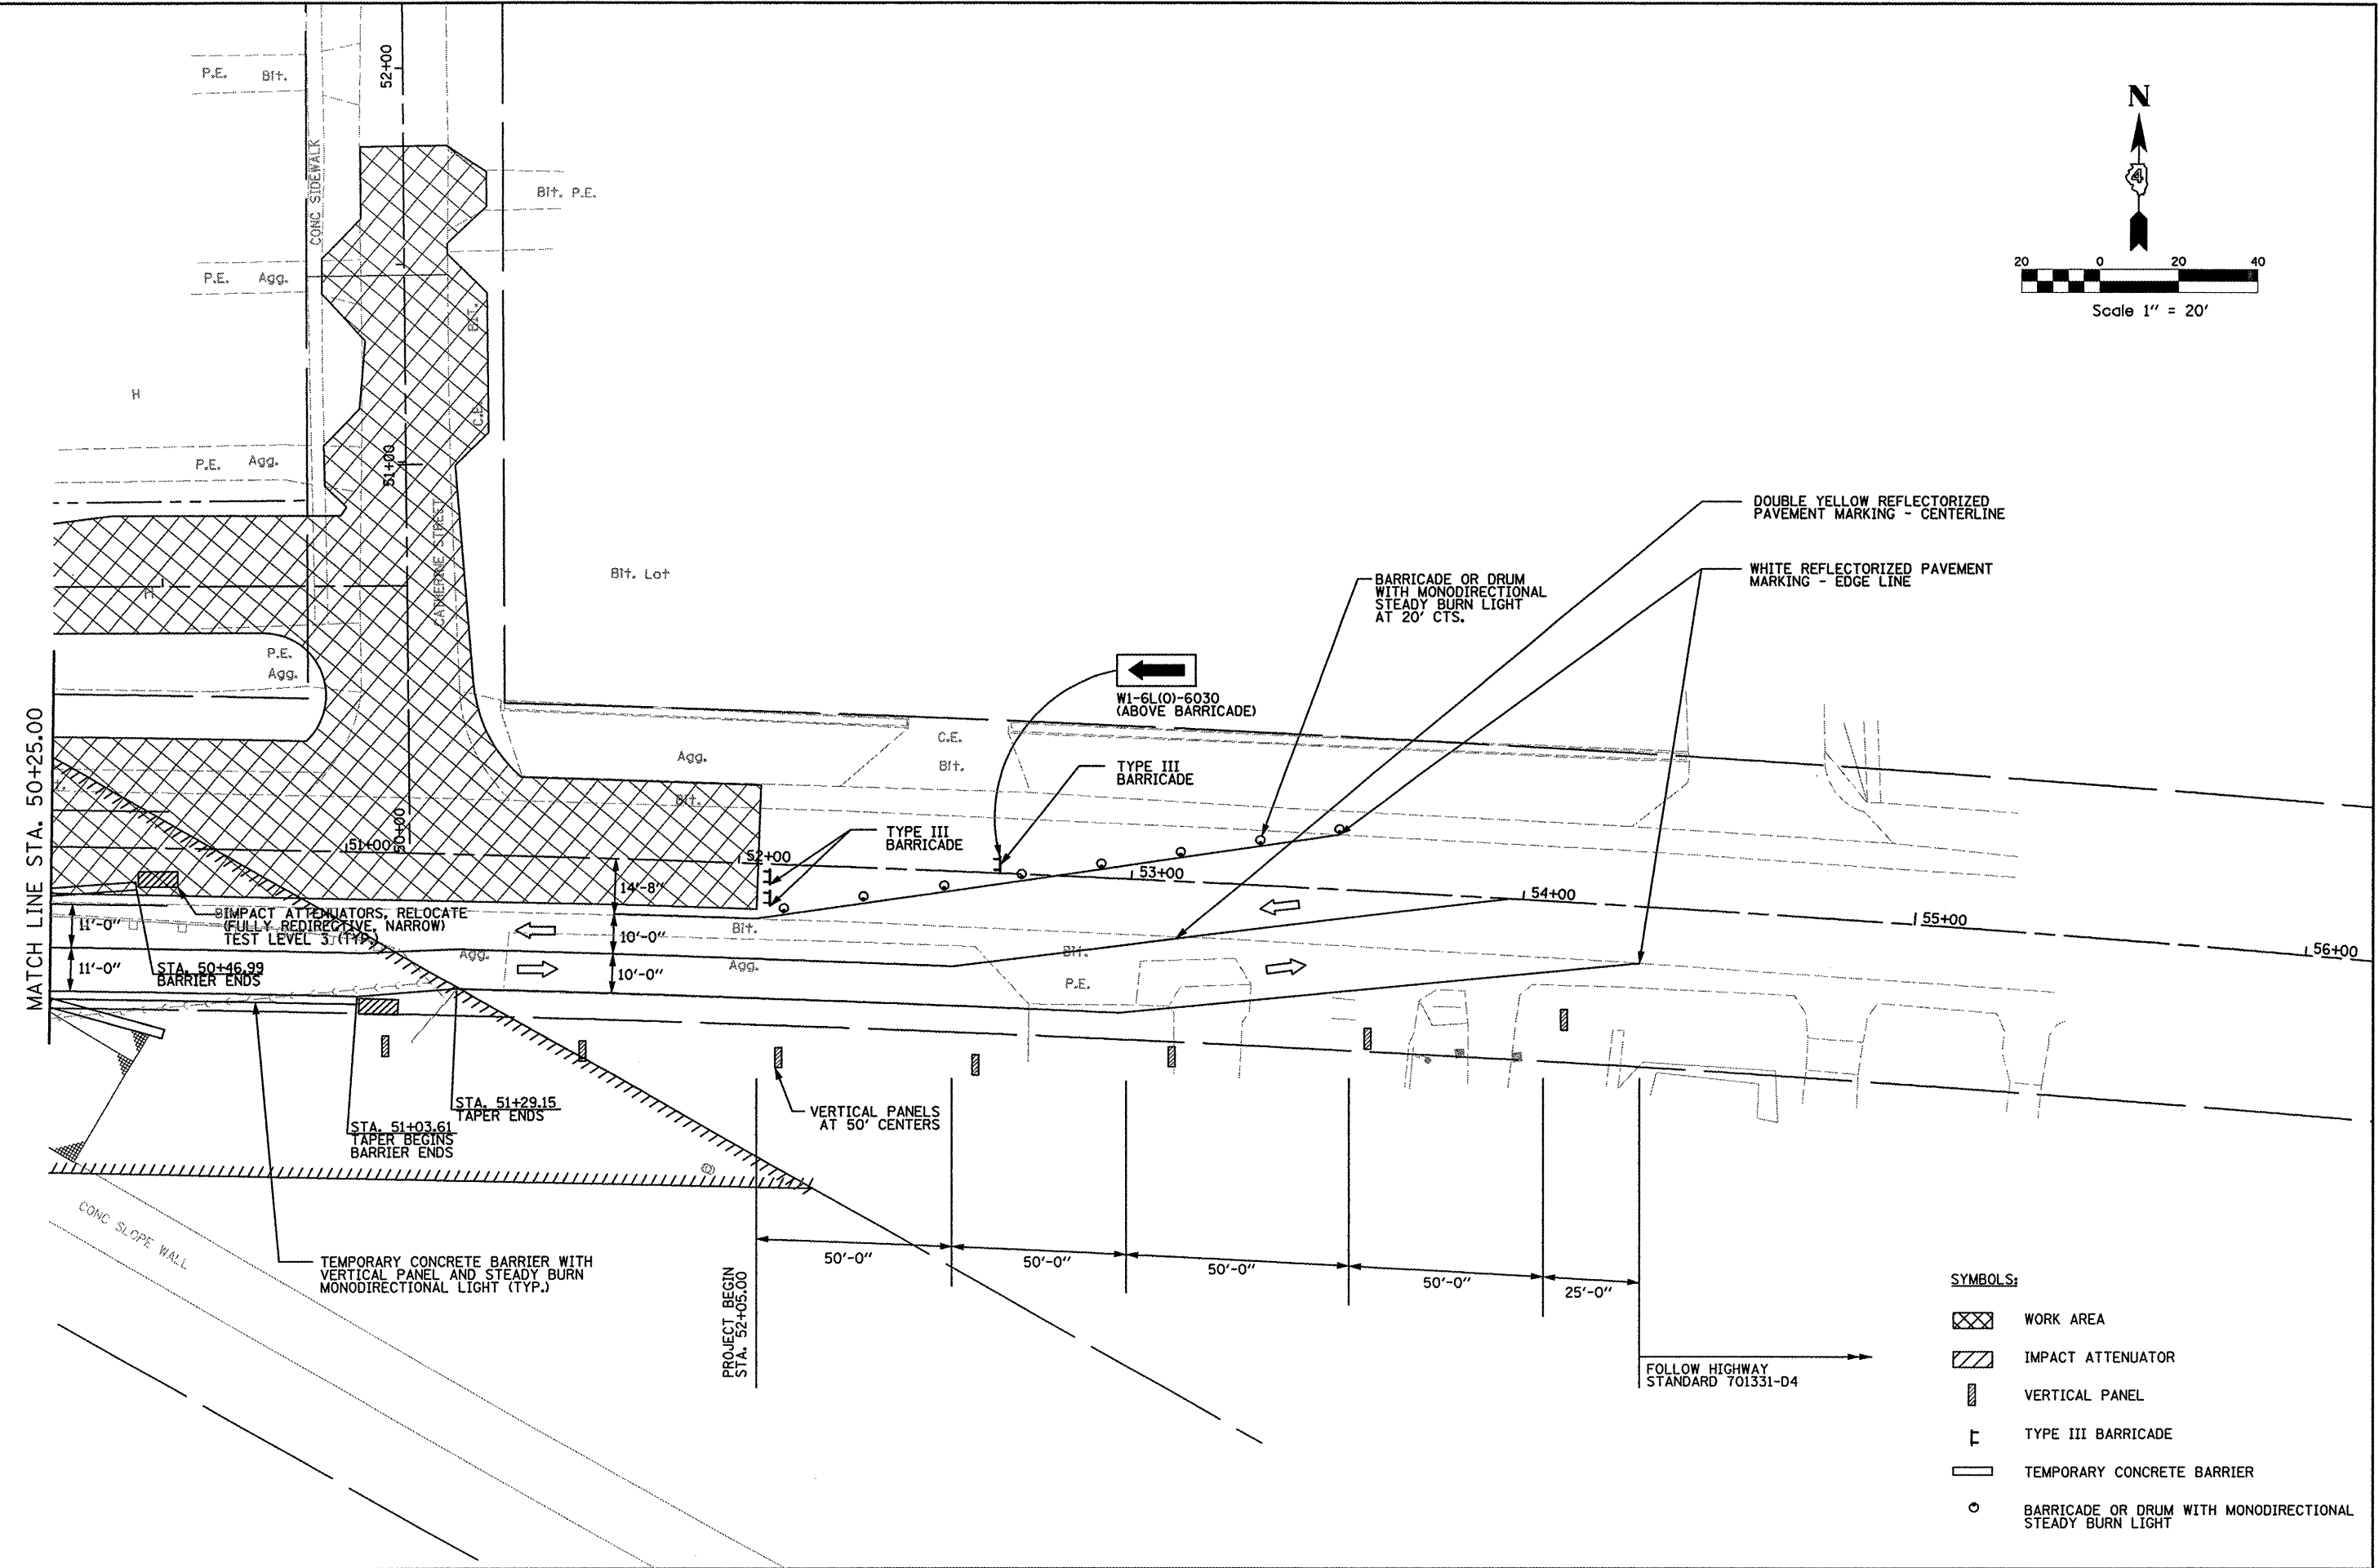 52+00
P.E. Bit.
CONC SIDEWALK
Bit. P.E.
P.E. Agg.
BIT.
C.E.
H
P.E. Agg.
51+00
CATHERINE STREET
Bit. Lot
P.E.
Agg.
50+00
N
4
20 0 20 40
Scale 1" = 20'
DOUBLE YELLOW REFLECTORIZED
PAVEMENT MARKING - CENTERLINE
WHITE REFLECTORIZED PAVEMENT
MARKING - EDGE LINE
BARRICADE OR DRUM
WITH MONODIRECTIONAL
STEADY BURN LIGHT
AT 20' CTS.
W1-6L(O)-6030
(ABOVE BARRICADE)
Agg.
C.E.
Bit.
TYPE III
BARRICADE
Bit.
TYPE III
BARRICADE
MATCH LINE STA. 50+25.00
51+00
52+00
53+00
54+00
55+00
56+00
14'-8"
10'-0"
10'-0"
11'-0"
11'-0"
IMPACT ATTENUATORS, RELOCATE
(FULLY REDIRECTIVE, NARROW)
TEST LEVEL 3 (TYP.)
STA. 50+46.99
BARRIER ENDS
Agg.
Bit.
Agg.
Bit.
P.E.
STA. 51+29.15
TAPER ENDS
STA. 51+03.61
TAPER BEGINS
BARRIER ENDS
VERTICAL PANELS
AT 50' CENTERS
CONC SLOPE WALL
TEMPORARY CONCRETE BARRIER WITH
VERTICAL PANEL AND STEADY BURN
MONODIRECTIONAL LIGHT (TYP.)
PROJECT BEGIN
STA. 52+05.00
50'-0"
50'-0"
50'-0"
50'-0"
25'-0"
FOLLOW HIGHWAY
STANDARD 701331-D4
SYMBOLS:
WORK AREA
IMPACT ATTENUATOR
VERTICAL PANEL
TYPE III BARRICADE
TEMPORARY CONCRETE BARRIER
BARRICADE OR DRUM WITH MONODIRECTIONAL
STEADY BURN LIGHT